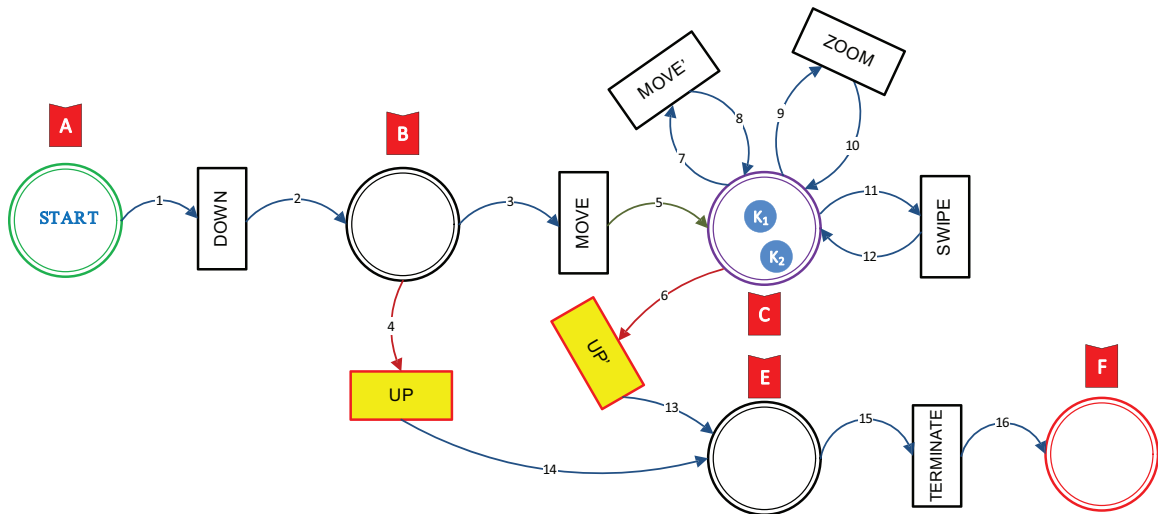 A
START
1
DOWN
2
B
3
MOVE
5
4
UP
14
MOVE'
7
8
ZOOM
9
10
K1
K2
11
SWIPE
12
C
6
UP'
13
E
15
TERMINATE
16
F